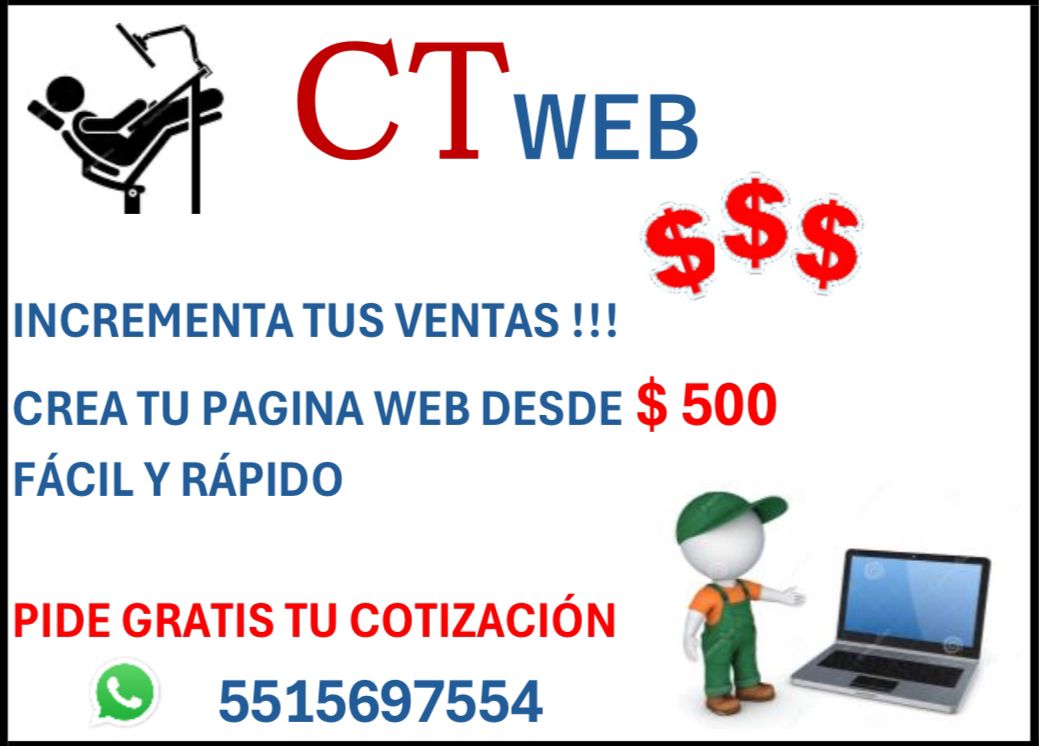 CT WEB
$ $ $
INCREMENTA TUS VENTAS !!!
CREA TU PAGINA WEB DESDE $ 500
FÁCIL Y RÁPIDO
PIDE GRATIS TU COTIZACIÓN
5515697554